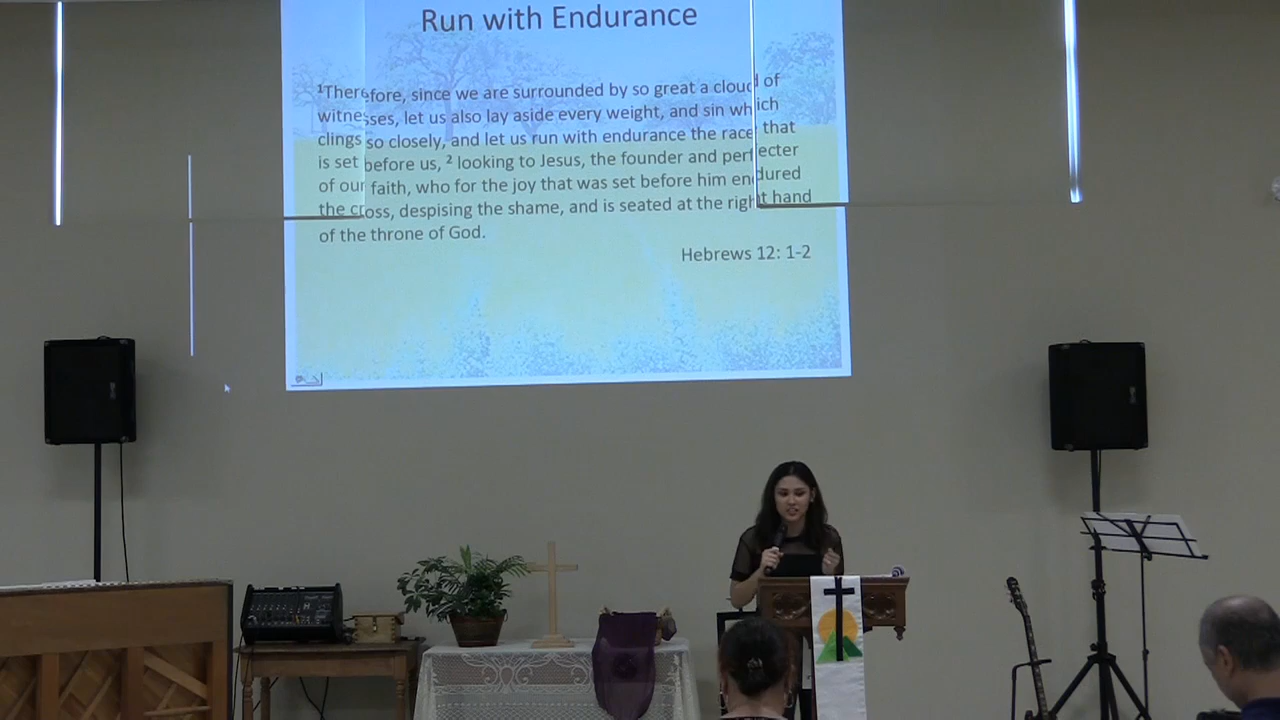 Run with Endurance
¹Therefore, since we are surrounded by so great a cloud of
witnesses, let us also lay aside every weight, and sin which
clings so closely, and let us run with endurance the race that
is set before us, ² looking to Jesus, the founder and perfecter
of our faith, who for the joy that was set before him endured
the cross, despising the shame, and is seated at the right hand
of the throne of God.
Hebrews 12: 1-2